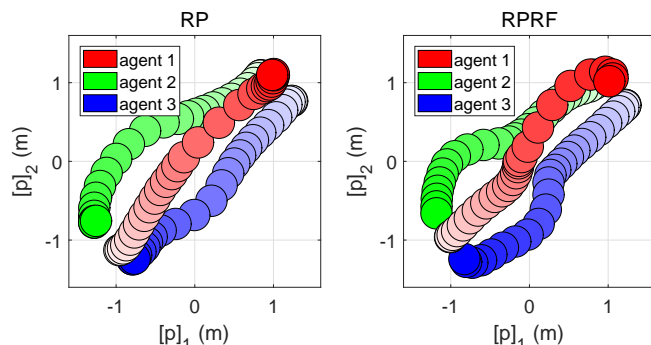 RP
agent 1
agent 2
agent 3
1
0
-1
-1
0
1
[p]2 (m)
[p]1 (m)
RPRF
agent 1
agent 2
agent 3
1
0
-1
-1
0
1
[p]2 (m)
[p]1 (m)